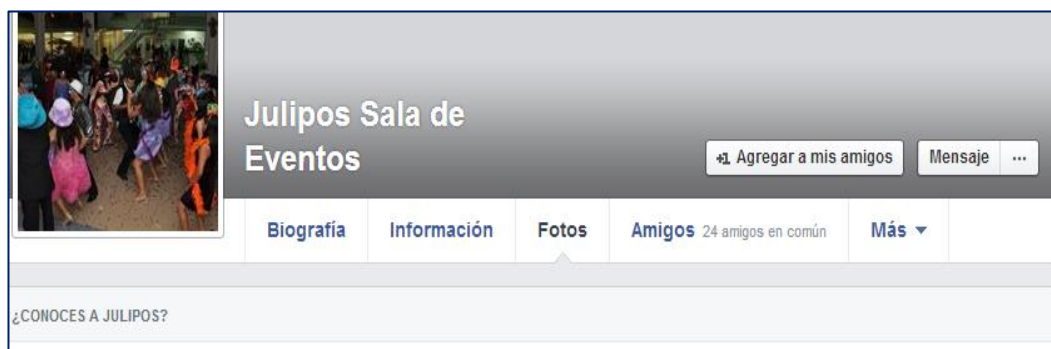 Julipos Sala de
Eventos
+1 Agregar a mis amigos
Mensaje ...
Biografía Información Fotos Amigos 24 amigos en común Más
¿CONOCES A JULIPOS?